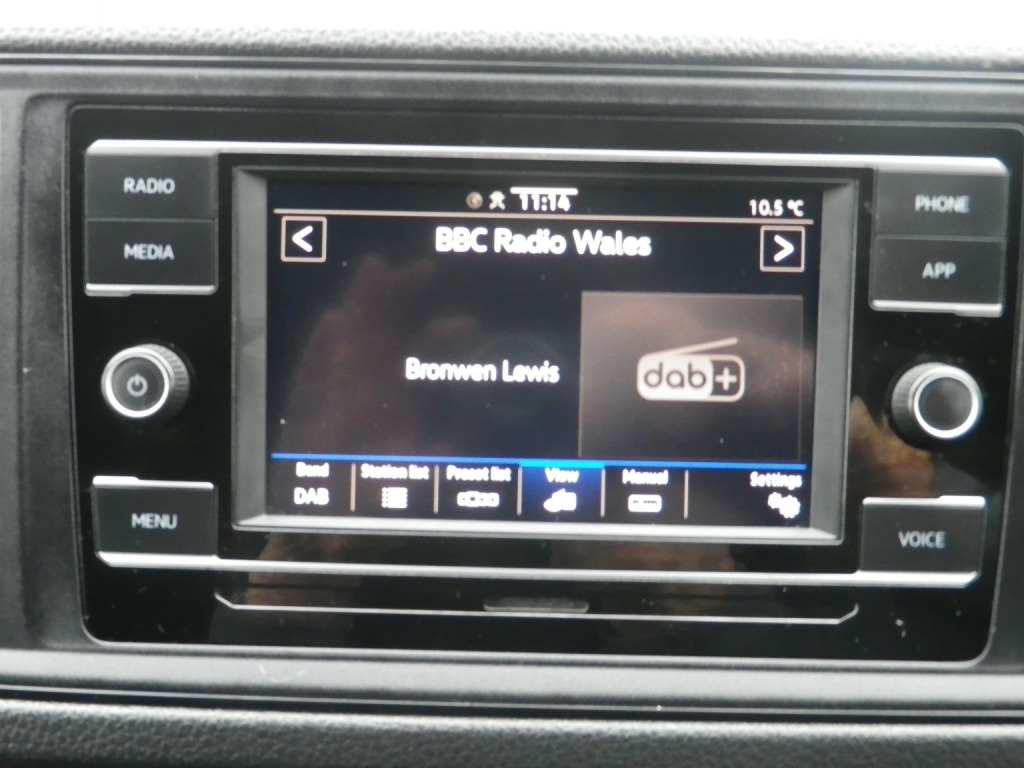 RADIO
MEDIA
MENU
11:14
10.5 °C
< BBC Radio Wales >
Bronwen Lewis
dab+
Band
DAB
Station list
Preset list
View
Manual
Settings
PHONE
APP
VOICE